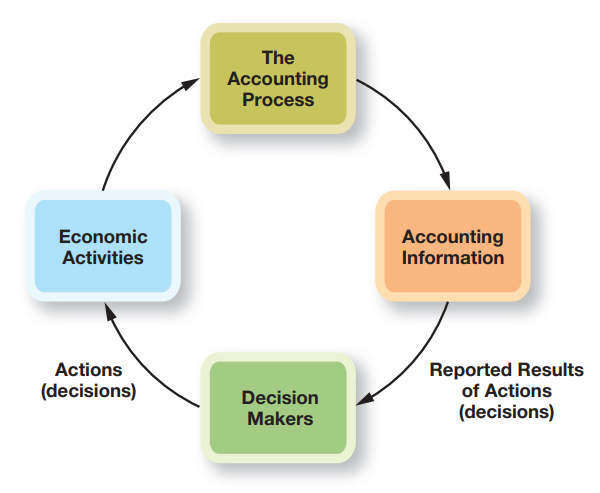 The
Accounting
Process
Economic
Activities
Accounting
Information
Actions
(decisions)
Reported Results
of Actions
(decisions)
Decision
Makers